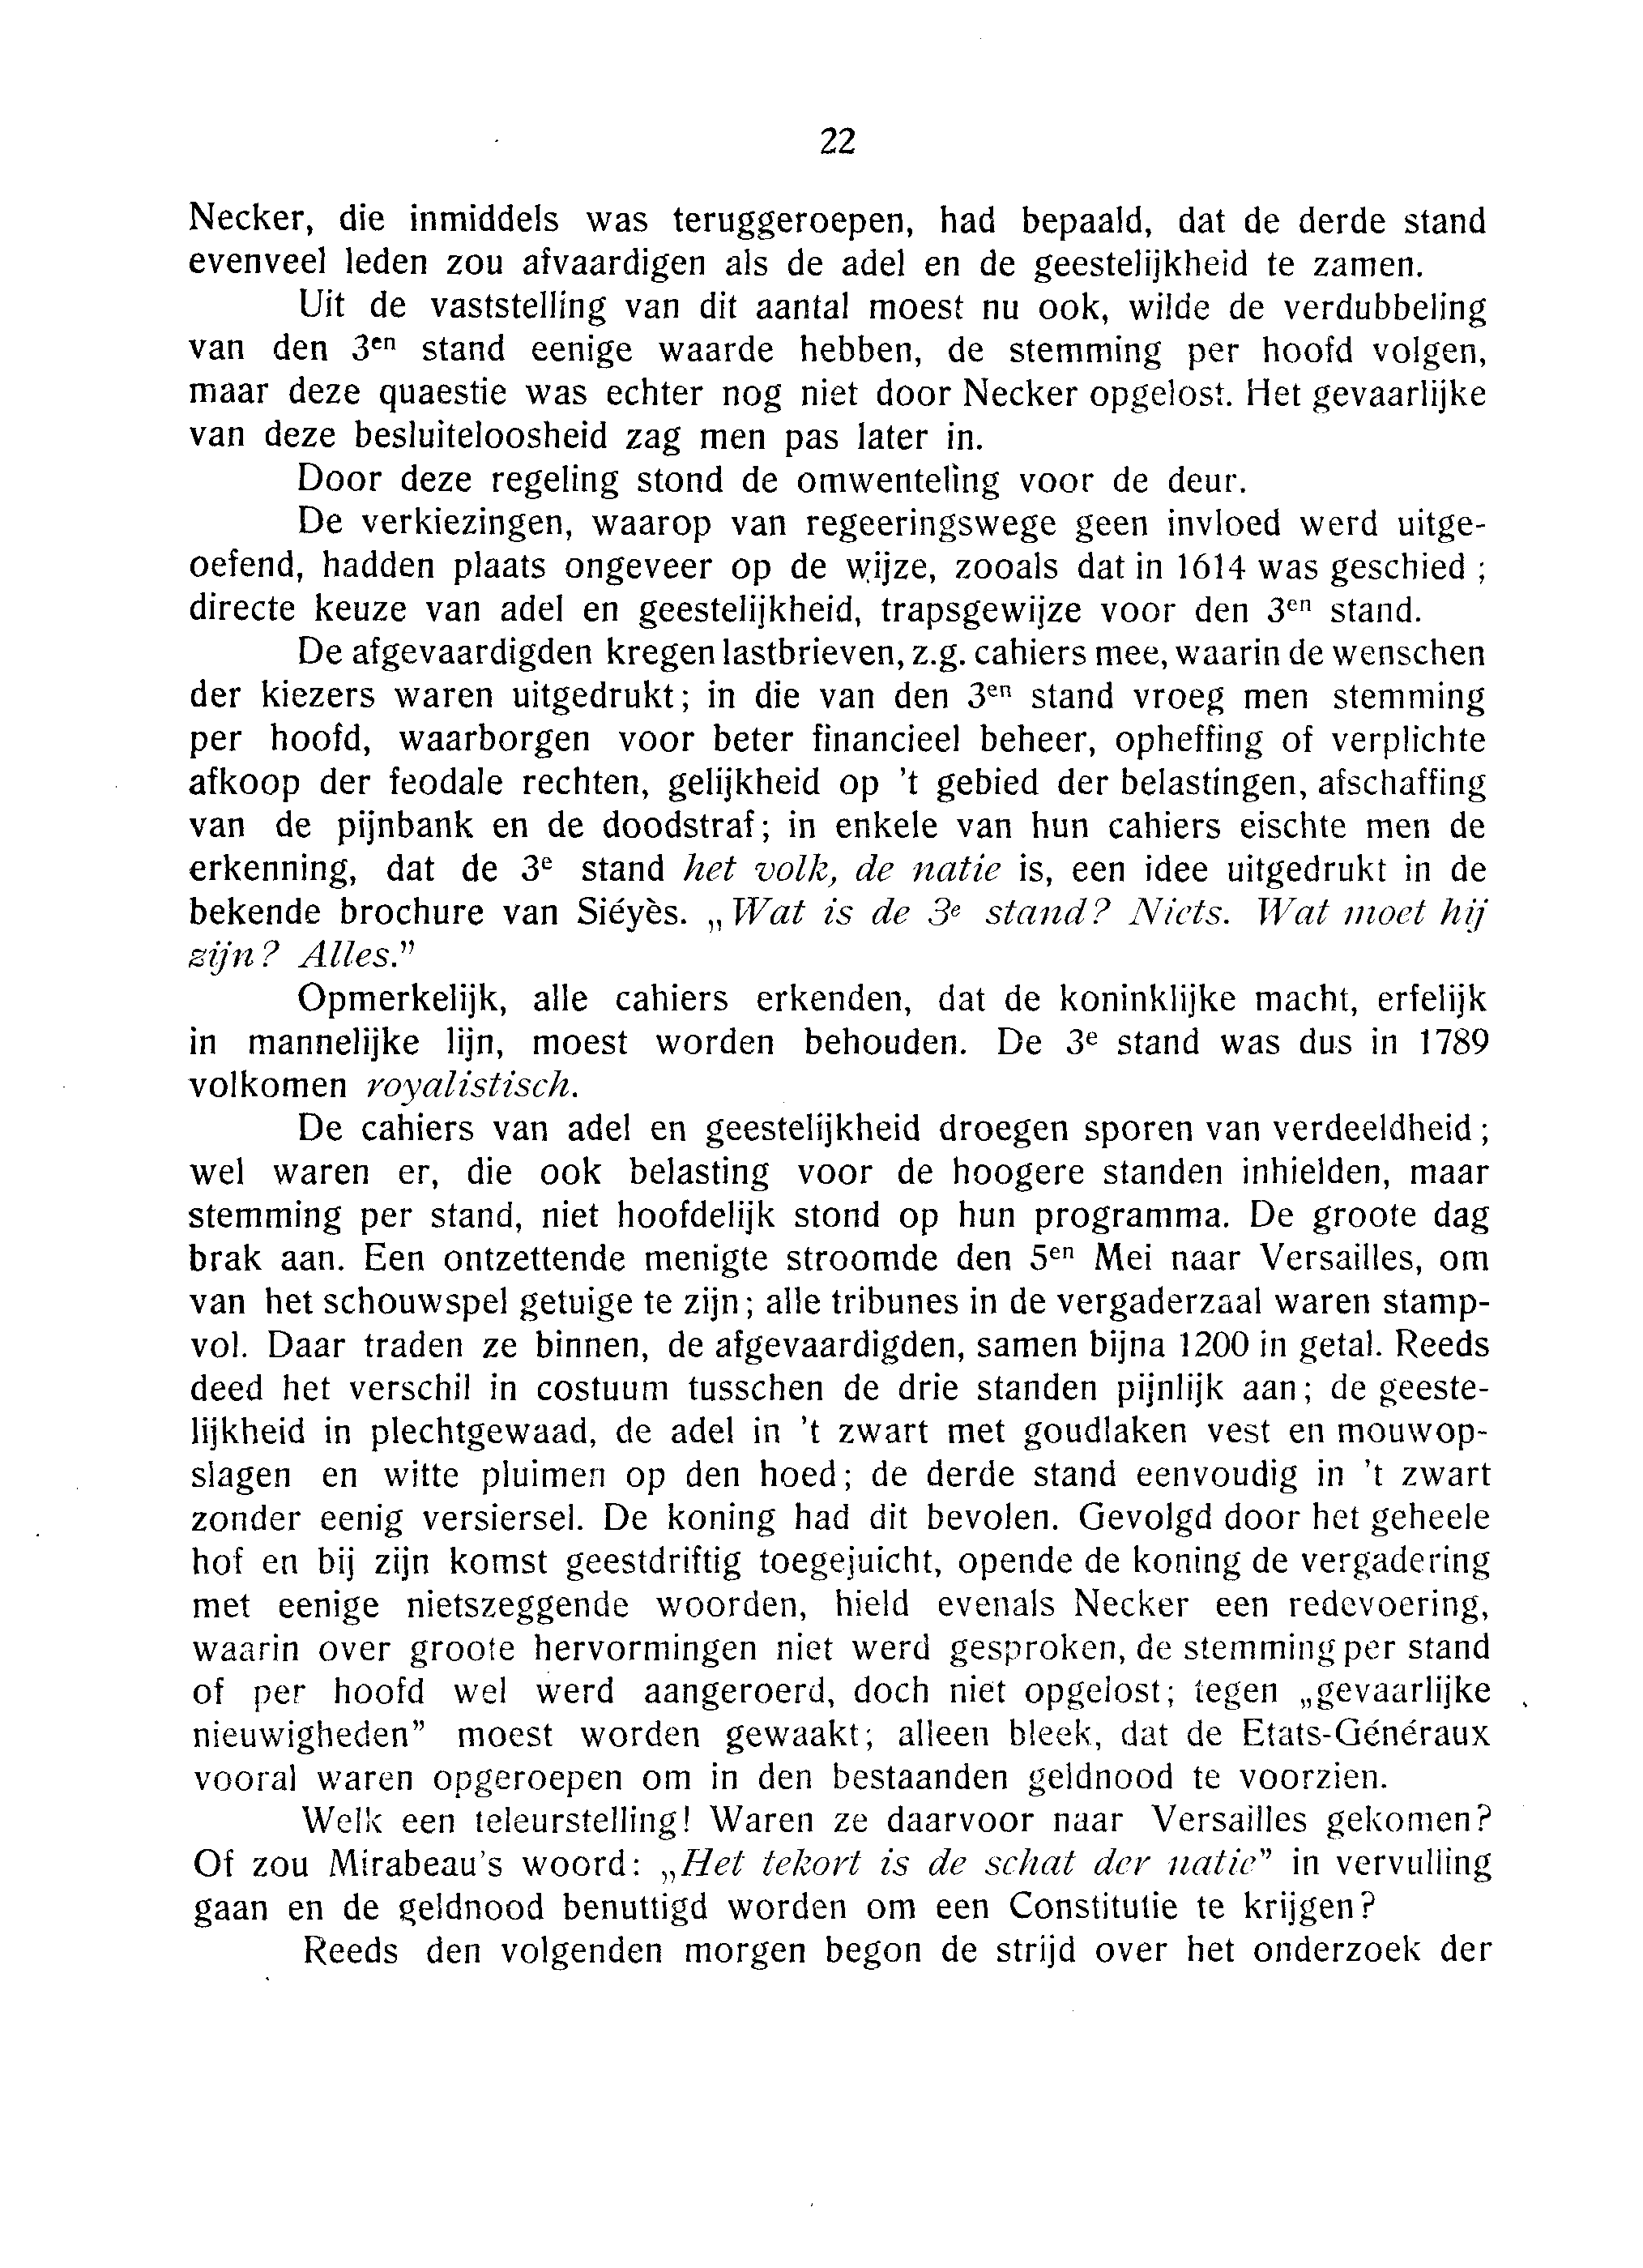 22
Necker, die inmiddels was teruggeroepen, had bepaald, dat de derde stand
evenveel leden zou afvaardigen als de adel en de geestelijkheid te zamen.
Uit de vaststelling van dit aantal moest nu ook, wilde de verdubbeling
van den 3en stand eenige waarde hebben, de stemming per hoofd volgen,
maar deze quaestie was echter nog niet door Necker opgelost. Het gevaarlijke
van deze besluiteloosheid zag men pas later in.
Door deze regeling stond de omwenteling voor de deur.
De verkiezingen, waarop van regeeringswege geen invloed werd uitge-
oefend, hadden plaats ongeveer op de wijze, zooals dat in 1614 was geschied ;
directe keuze van adel en geestelijkheid, trapsgewijze voor den 3en stand.
De afgevaardigden kregen lastbrieven, z.g. cahiers mee, waarin de wenschen
der kiezers waren uitgedrukt; in die van den 3en stand vroeg men stemming
per hoofd, waarborgen voor beter financieel beheer, opheffing of verplichte
afkoop der feodale rechten, gelijkheid op 't gebied der belastingen, afschaffing
van de pijnbank en de doodstraf; in enkele van hun cahiers eischte men de
erkenning, dat de 3e stand het volk, de natie is, een idee uitgedrukt in de
bekende brochure van Siéyès. „Wat is de 3e stand? Niets. Wat moet hij
zijn? Alles."
Opmerkelijk, alle cahiers erkenden, dat de koninklijke macht, erfelijk
in mannelijke lijn, moest worden behouden. De 3e stand was dus in 1789
volkomen royalistisch.
De cahiers van adel en geestelijkheid droegen sporen van verdeeldheid ;
wel waren er, die ook belasting voor de hoogere standen inhielden, maar
stemming per stand, niet hoofdelijk stond op hun programma. De groote dag
brak aan. Een ontzettende menigte stroomde den 5en Mei naar Versailles, om
van het schouwspel getuige te zijn; alle tribunes in de vergaderzaal waren stamp-
vol. Daar traden ze binnen, de afgevaardigden, samen bijna 1200 in getal. Reeds
deed het verschil in costuum tusschen de drie standen pijnlijk aan; de geeste-
lijkheid in plechtgewaad, de adel in 't zwart met goudlaken vest en mouwop-
slagen en witte pluimen op den hoed; de derde stand eenvoudig in 't zwart
zonder eenig versiersel. De koning had dit bevolen. Gevolgd door het geheele
hof en bij zijn komst geestdriftig toegejuicht, opende de koning de vergadering
met eenige nietszeggende woorden, hield evenals Necker een redevoering,
waarin over groote hervormingen niet werd gesproken, de stemming per stand
of per hoofd wel werd aangeroerd, doch niet opgelost; tegen „gevaarlijke
nieuwigheden" moest worden gewaakt; alleen bleek, dat de Etats-Généraux
vooral waren opgeroepen om in den bestaanden geldnood te voorzien.
Welk een teleurstelling! Waren ze daarvoor naar Versailles gekomen?
Of zou Mirabeau's woord: „Het tekort is de schat der natie" in vervulling
gaan en de geldnood benuttigd worden om een Constitutie te krijgen?
Reeds den volgenden morgen begon de strijd over het onderzoek der